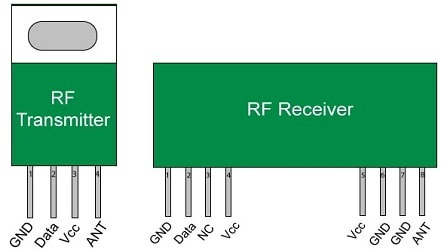 RF
Transmitter
1 2 3 4
GND Data Vcc ANT
RF Receiver
1 2 3 4 5 6 7 8
GND Data NC Vcc Vcc GND GND ANT